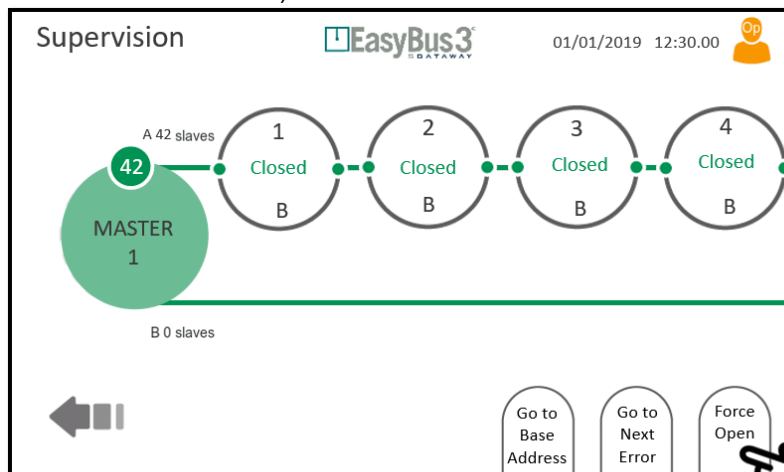 Supervision
EasyBus3
DATAWAY
01/01/2019 12:30.00
Op
A 42 slaves
42
MASTER
1
1
Closed
B
2
Closed
B
3
Closed
B
4
Closed
B
B 0 slaves
Go to
Base
Address
Go to
Next
Error
Force
Open